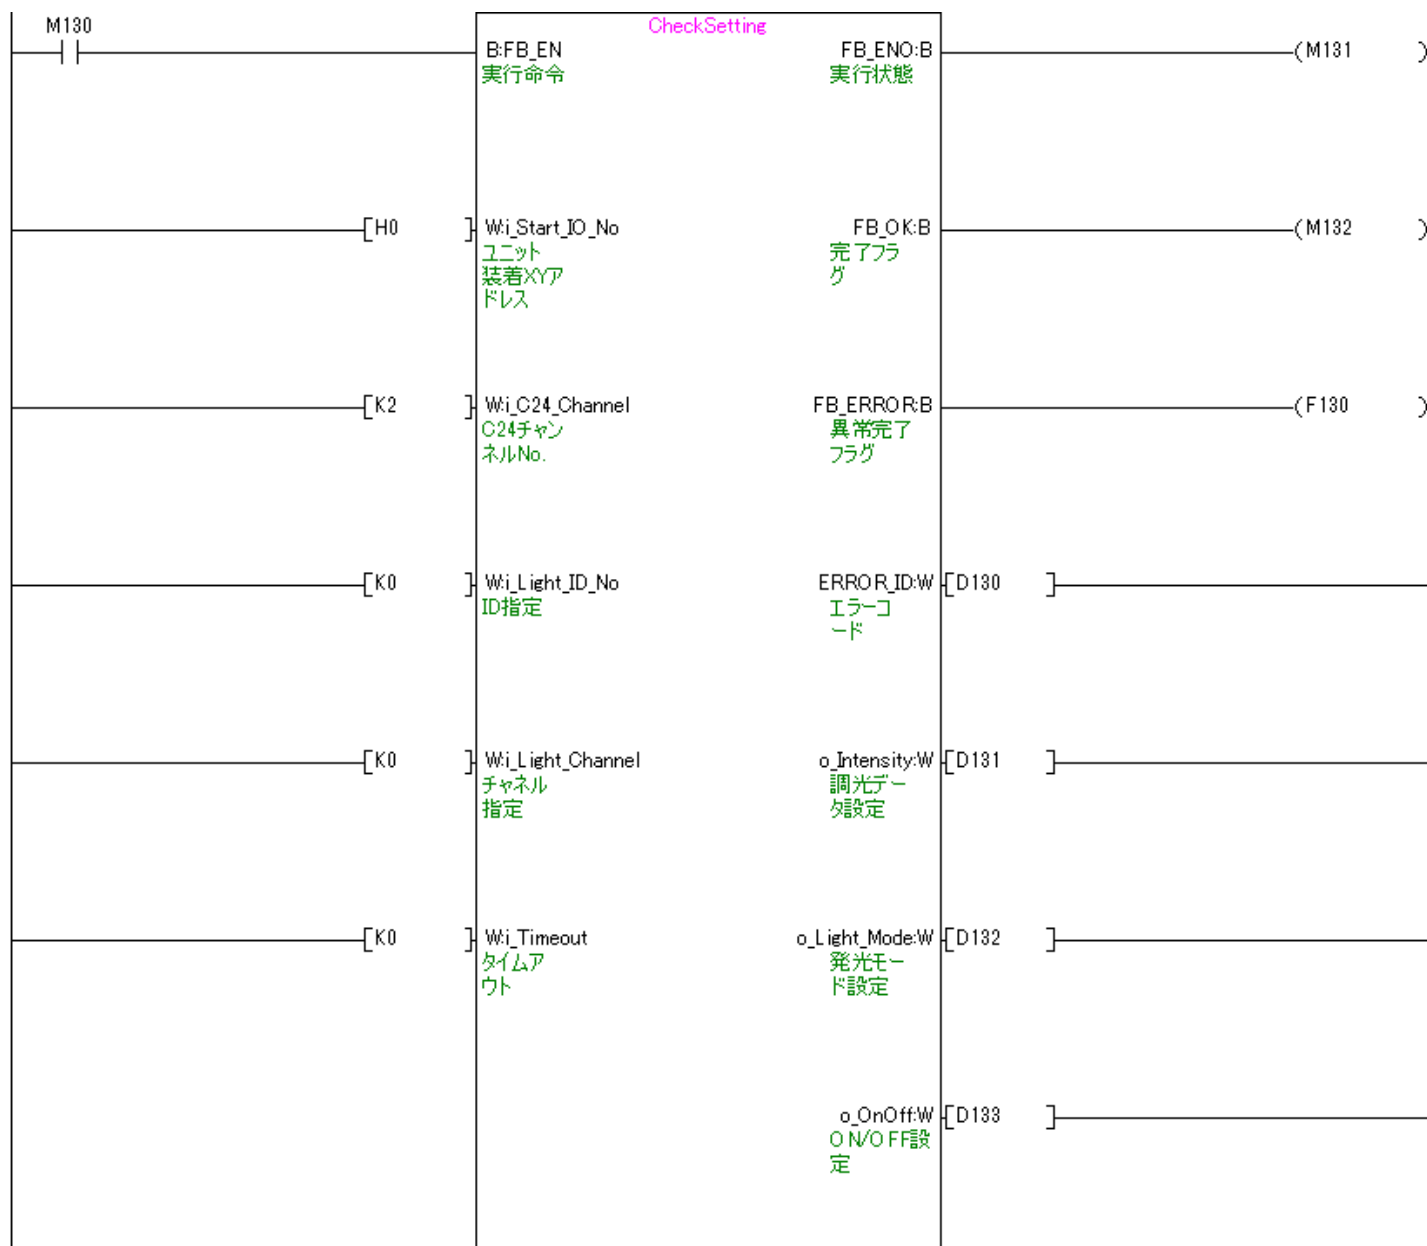 CheckSetting
M130
B:FB_EN
実行命令
FB_ENO:B
実行状態
(M131 )
[H0 ]
W:i_Start_IO_No
ユニット
装着XYア
ドレス
FB_OK:B
完了フラ
グ
(M132 )
[K2 ]
W:i_C24_Channel
C24チャン
ネルNo.
FB_ERROR:B
異常完了
フラグ
(F130 )
[K0 ]
W:i_Light_ID_No
ID指定
ERROR_ID:W
エラーコ
ード
[D130 ]
[K0 ]
W:i_Light_Channel
チャネル
指定
o_Intensity:W
調光デー
タ設定
[D131 ]
[K0 ]
W:i_Timeout
タイムア
ウト
o_Light_Mode:W
発光モー
ド設定
[D132 ]
o_OnOff:W
ON/OFF設
定
[D133 ]